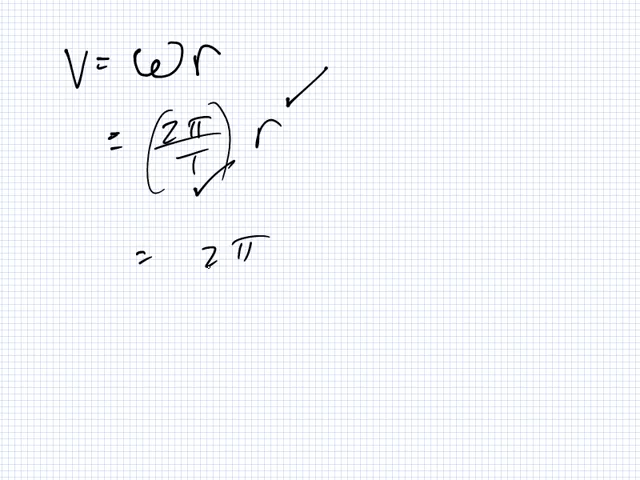 V = ωr
= (2π/T) r
= 2π